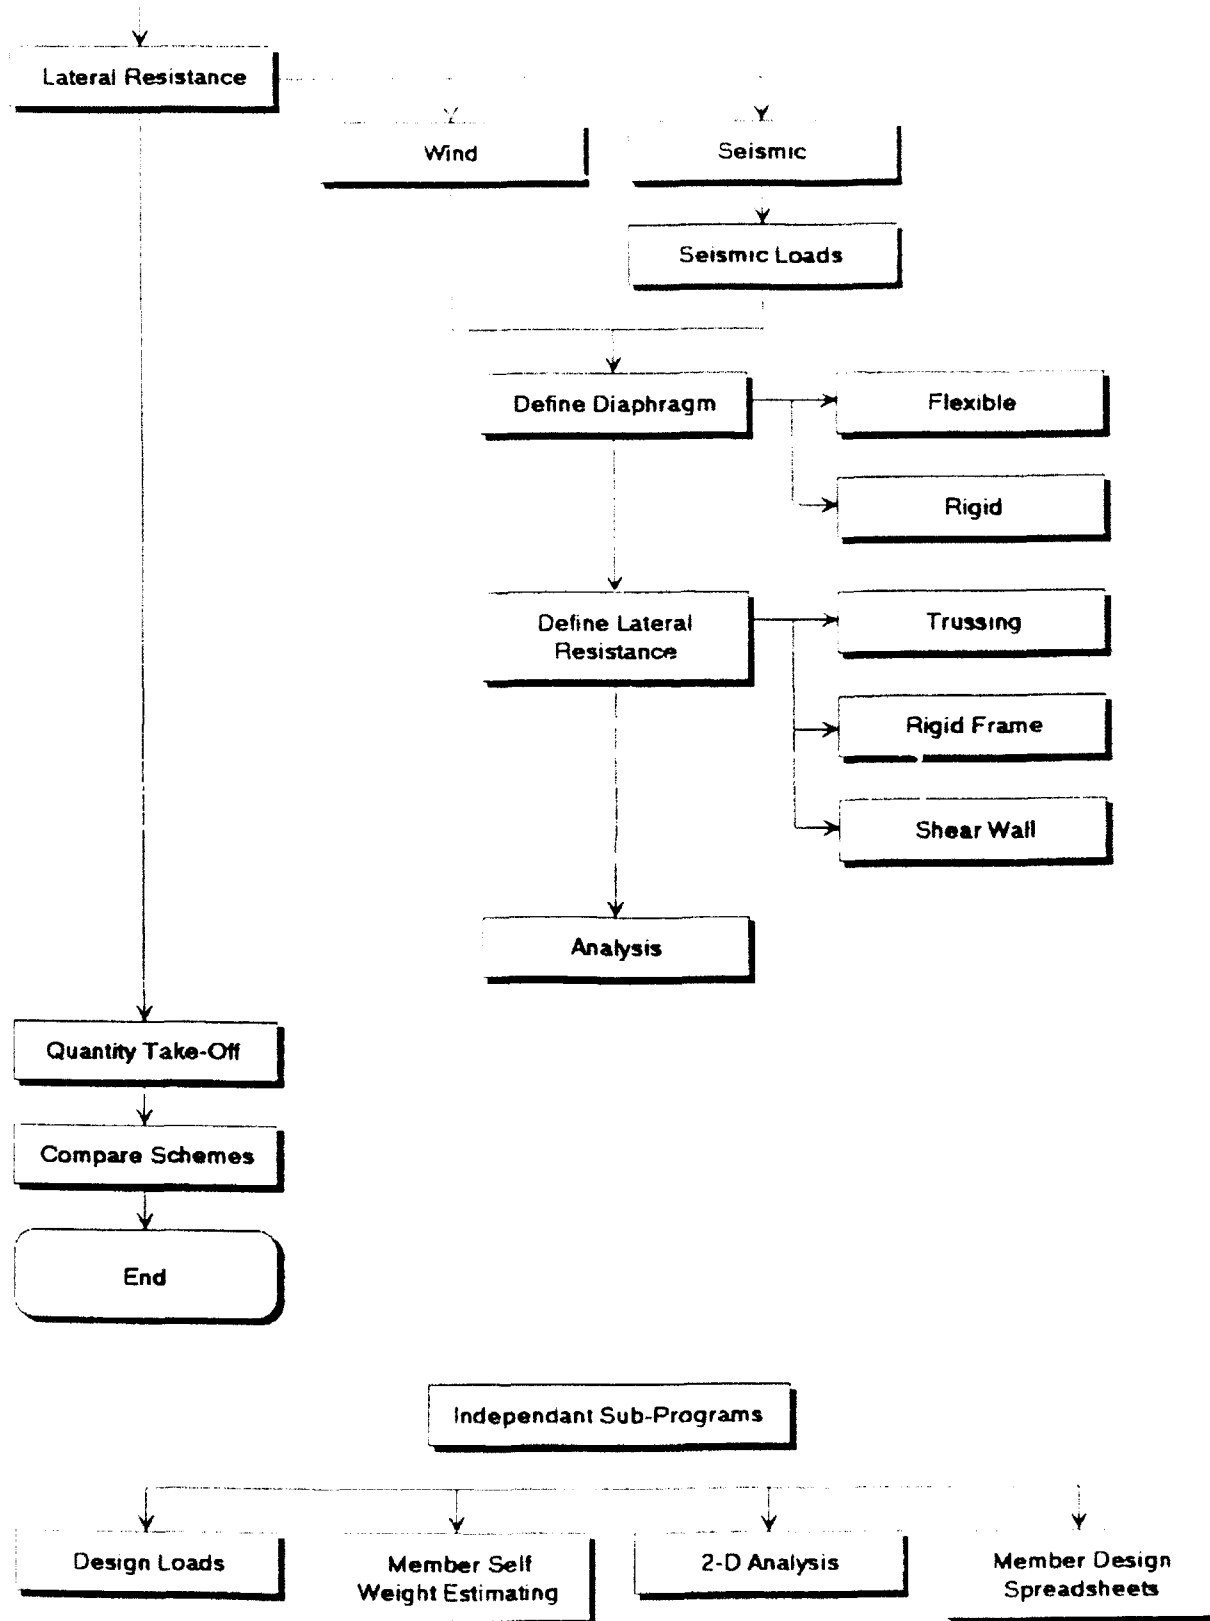 Lateral Resistance
Wind
Seismic
Seismic Loads
Define Diaphragm
Flexible
Rigid
Define Lateral
Resistance
Trussing
Rigid Frame
Shear Wall
Analysis
Quantity Take-Off
Compare Schemes
End
Independant Sub-Programs
Design Loads
Member Self
Weight Estimating
2-D Analysis
Member Design
Spreadsheets